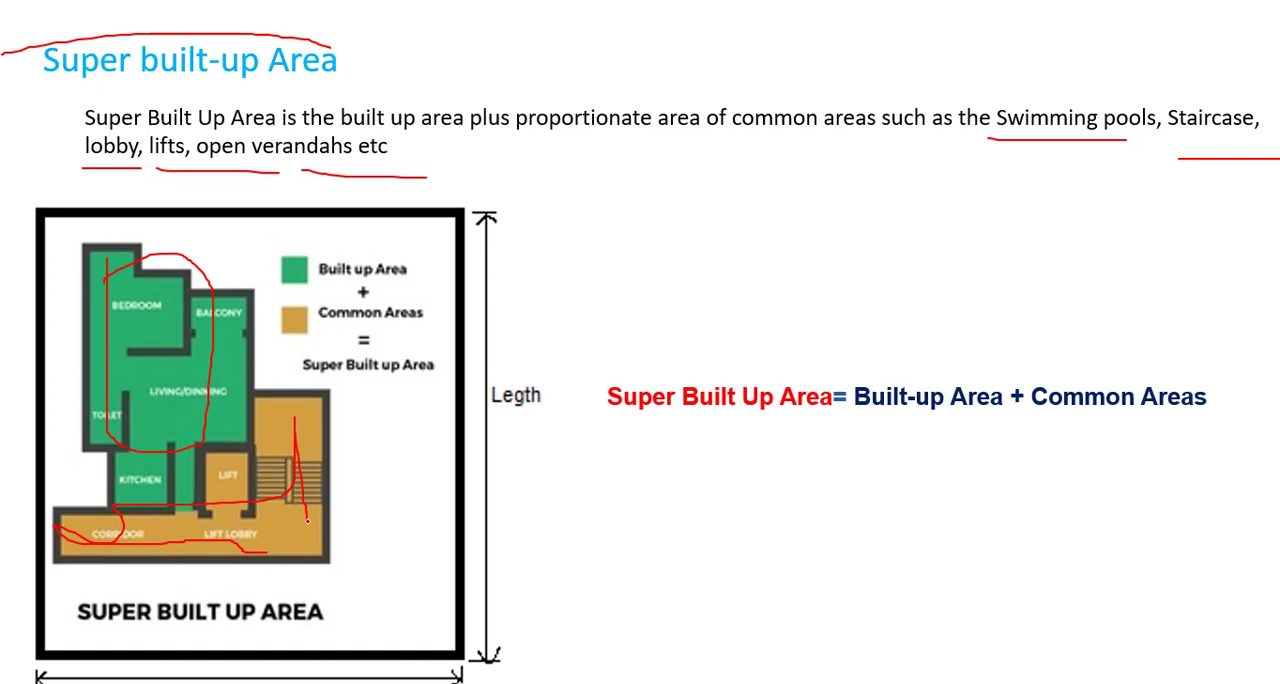 Super built-up Area
Super Built Up Area is the built up area plus proportionate area of common areas such as the Swimming pools, Staircase,
lobby, lifts, open verandahs etc
Built up Area
+
Common Areas
=
Super Built up Area
BEDROOM
BALCONY
LIVING/DINNING
TOILET
KITCHEN
LIFT
CORRIDOR
LIFT LOBBY
SUPER BUILT UP AREA
Legth
Super Built Up Area= Built-up Area + Common Areas